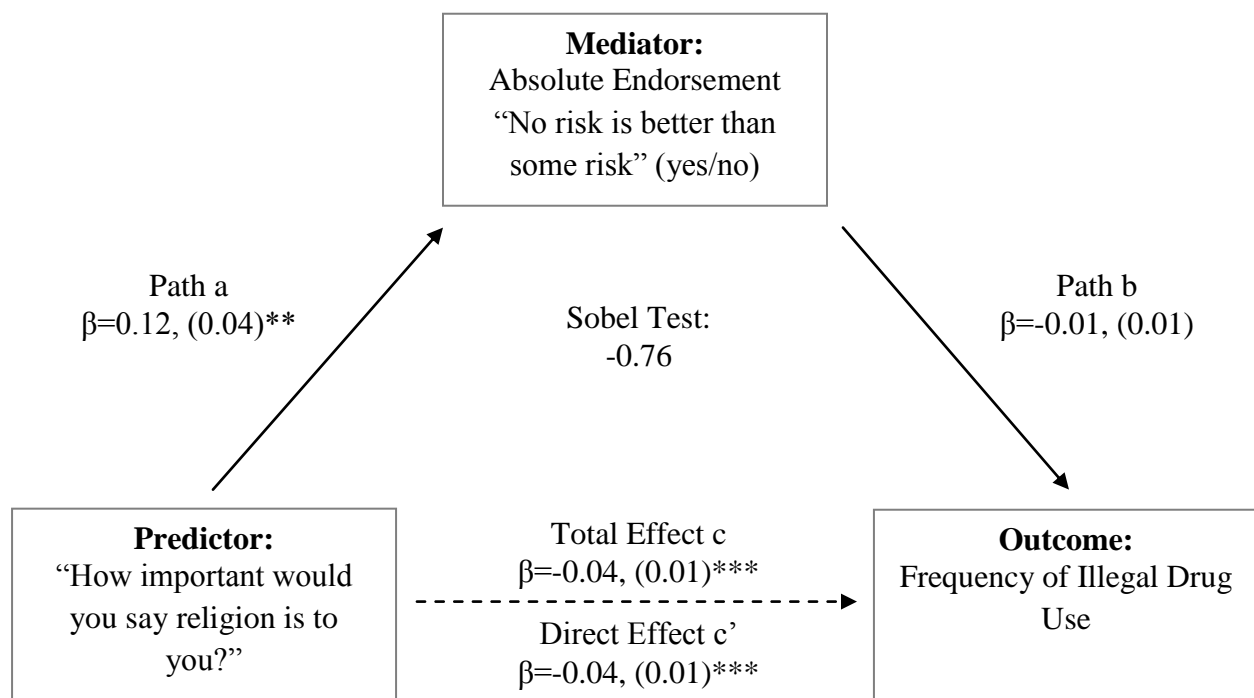 Mediator:
Absolute Endorsement
“No risk is better than
some risk” (yes/no)
Path a
β=0.12, (0.04)**
Sobel Test:
-0.76
Path b
β=-0.01, (0.01)
Predictor:
“How important would
you say religion is to
you?”
Total Effect c
β=-0.04, (0.01)***
Direct Effect c’
β=-0.04, (0.01)***
Outcome:
Frequency of Illegal Drug
Use